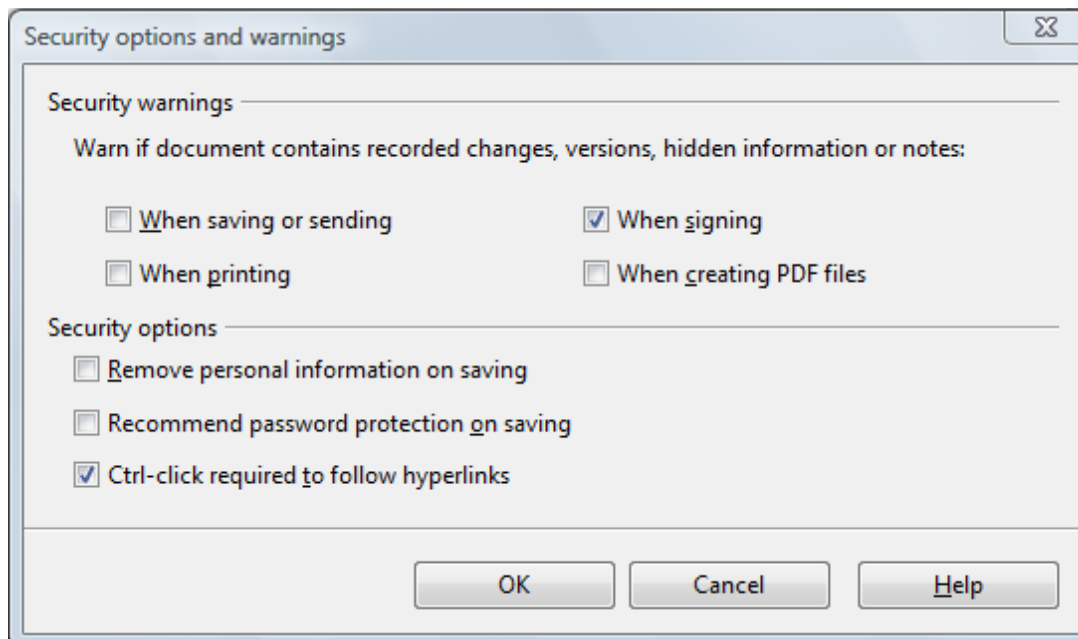 Security options and warnings
Security warnings
Warn if document contains recorded changes, versions, hidden information or notes:
When saving or sending
When signing
When printing
When creating PDF files
Security options
Remove personal information on saving
Recommend password protection on saving
Ctrl-click required to follow hyperlinks
OK
Cancel
Help